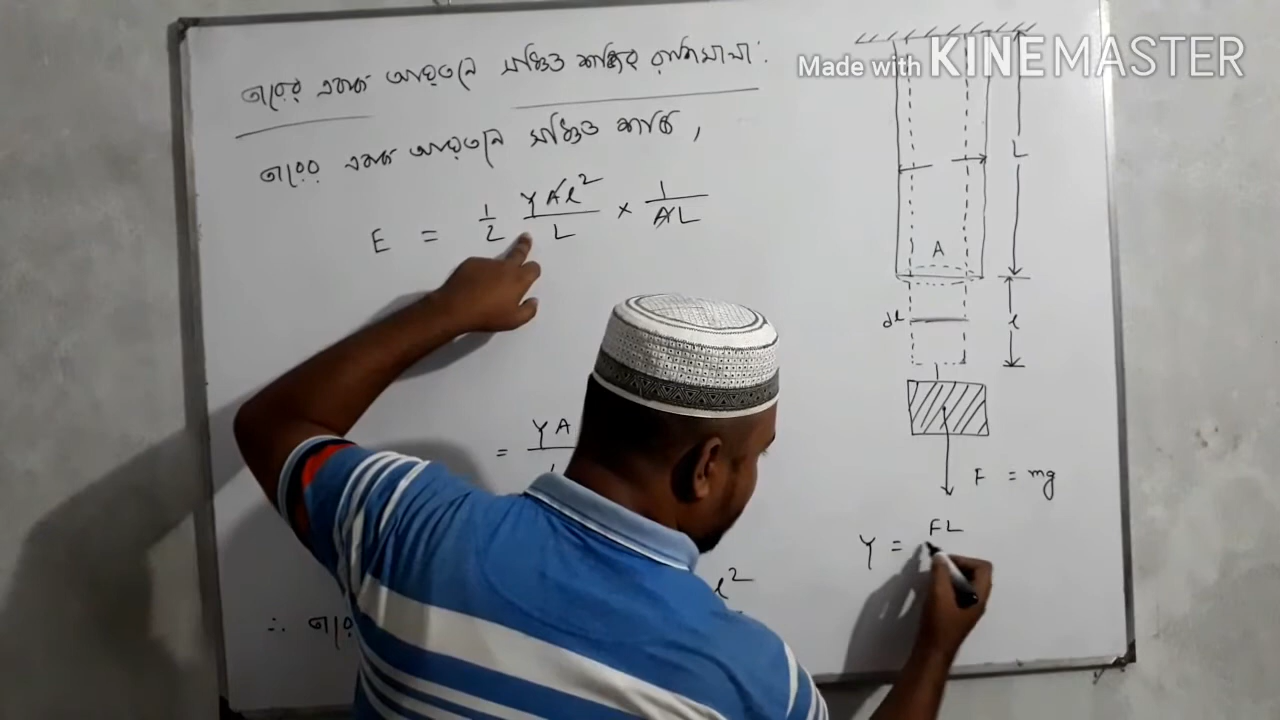 তারের একক আয়তনে সঞ্চিত শক্তির রাশিমালা :
তারের একক আয়তনে সঞ্চিত শক্তি,
E = 1/2 YAl²/L × 1/AL
= YA
l²
∴ তারে
Made with KINEMASTER
L
A
dl
l
F = mg
Y = FL